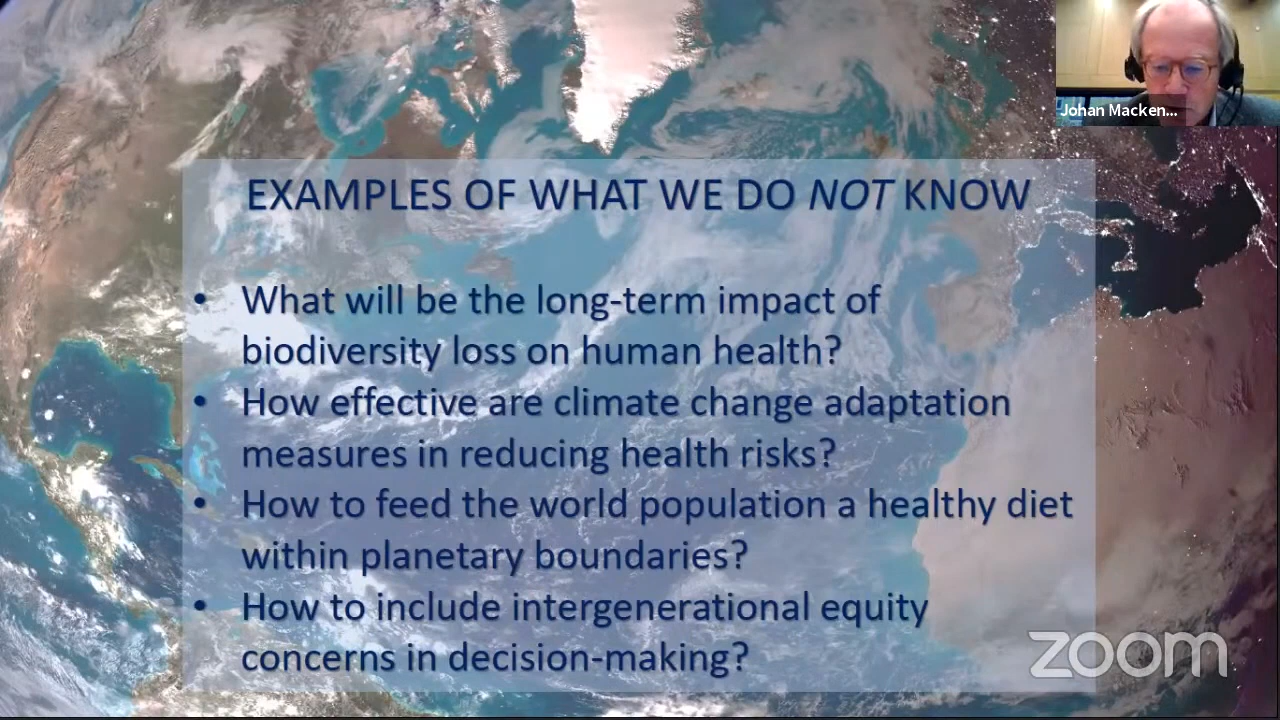 Johan Macken...
EXAMPLES OF WHAT WE DO NOT KNOW
• What will be the long-term impact of
biodiversity loss on human health?
• How effective are climate change adaptation
measures in reducing health risks?
• How to feed the world population a healthy diet
within planetary boundaries?
• How to include intergenerational equity
concerns in decision-making?
zoom